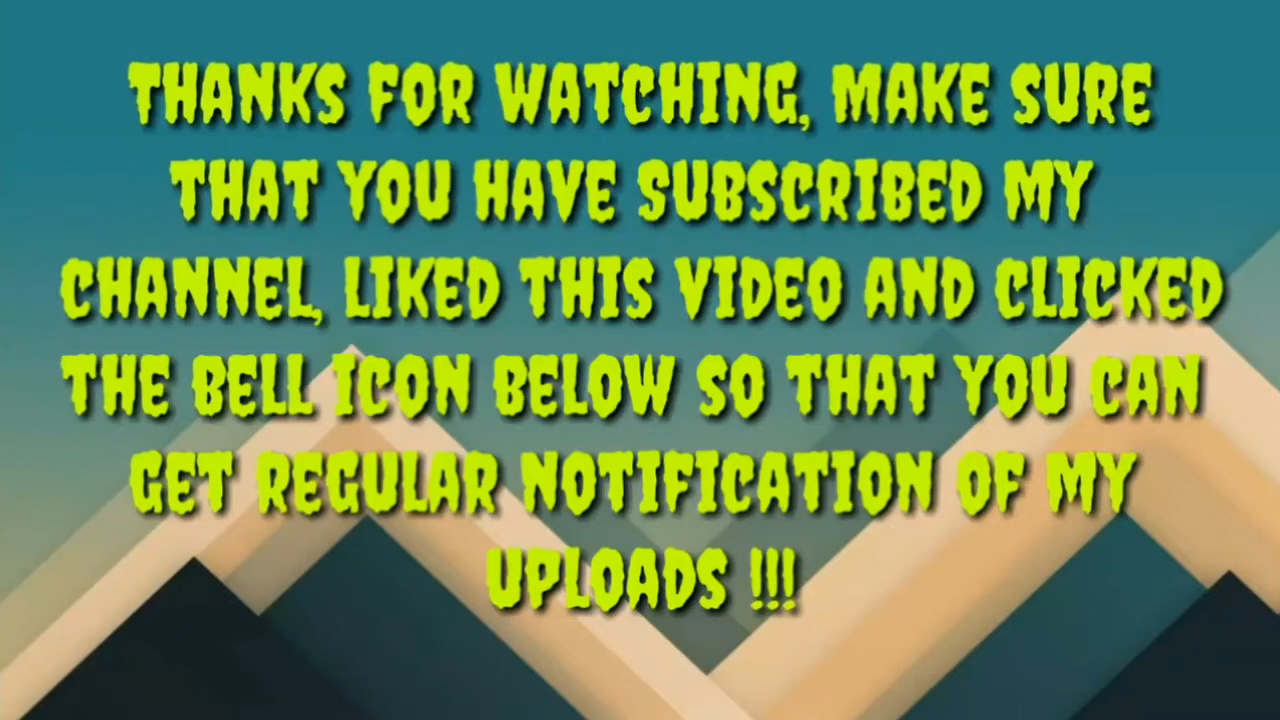 THANKS FOR WATCHING, MAKE SURE
THAT YOU HAVE SUBSCRIBED MY
CHANNEL, LIKED THIS VIDEO AND CLICKED
THE BELL ICON BELOW SO THAT YOU CAN
GET REGULAR NOTIFICATION OF MY
UPLOADS !!!